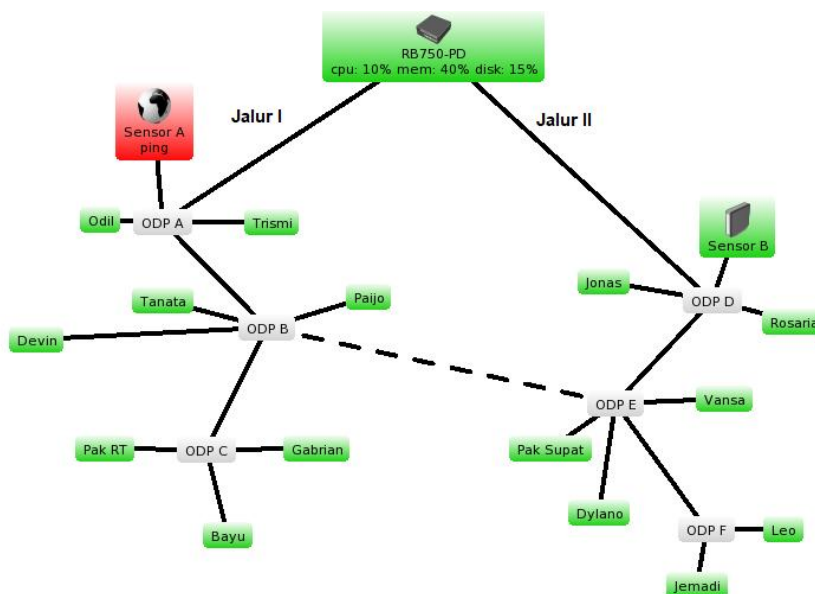 RB750-PD
cpu: 10% mem: 40% disk: 15%
Jalur I
Jalur II
Sensor A
ping
Odil
ODP A
Trismi
Sensor B
Jonas
ODP D
Rosaria
Tanata
Paijo
Devin
ODP B
ODP E
Vansa
Pak RT
ODP C
Gabrian
Pak Supat
Dylano
Bayu
ODP F
Leo
Jemadi